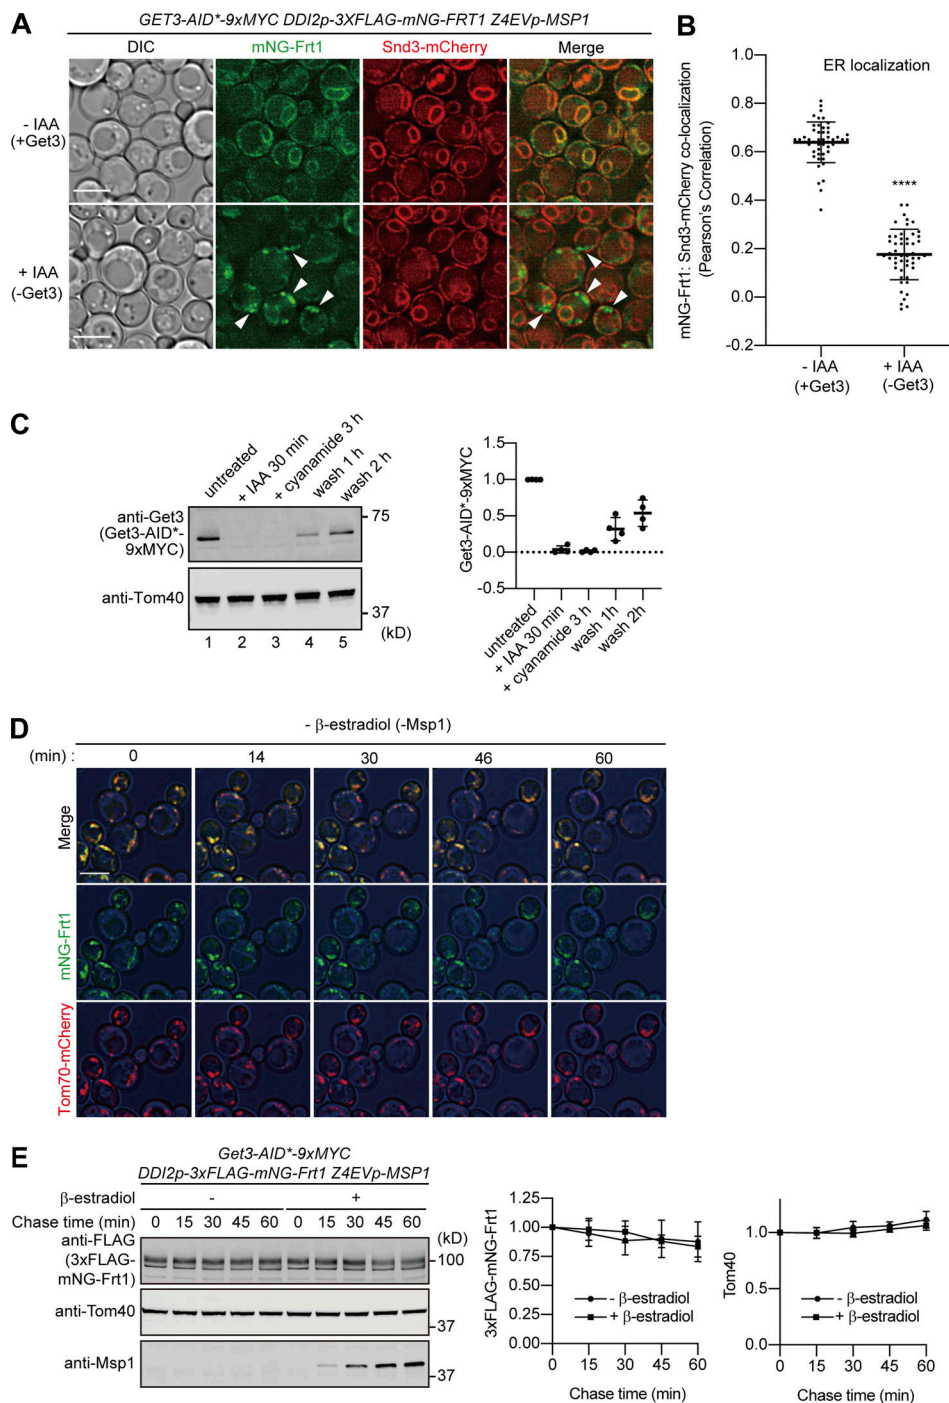 A
GET3-AID*-9xMYC DDI2p-3XFLAG-mNG-FRT1 Z4EVp-MSP1
DIC mNG-Frt1 Snd3-mCherry Merge
- IAA
(+Get3)
+ IAA
(-Get3)
B
ER localization
mNG-Frt1: Snd3-mCherry co-localization
(Pearson's Correlation)
1.0
0.8
0.6
0.4
0.2
0.0
-0.2
****
- IAA
(+Get3)
+ IAA
(-Get3)
C
untreated
+ IAA 30 min
+ cyanamide 3 h
wash 1 h
wash 2 h
anti-Get3
(Get3-AID*-
9xMYC)
75
anti-Tom40
37
(kD)
1 2 3 4 5
Get3-AID*-9xMYC
1.5
1.0
0.5
0.0
-0.5
untreated
+ IAA 30 min
+ cyanamide 3 h
wash 1h
wash 2h
D
- β-estradiol (-Msp1)
(min) : 0 14 30 46 60
Merge
mNG-Frt1
Tom70-mCherry
E
Get3-AID*-9xMYC
DDI2p-3xFLAG-mNG-Frt1 Z4EVp-MSP1
β-estradiol - +
Chase time (min) 0 15 30 45 60 0 15 30 45 60 (kD)
anti-FLAG
(3xFLAG-
mNG-Frt1)
100
anti-Tom40
37
anti-Msp1
37
3xFLAG-mNG-Frt1
1.25
1.00
0.75
0.50
0.25
0.00
- β-estradiol
+ β-estradiol
0 15 30 45 60
Chase time (min)
Tom40
1.0
0.0
- β-estradiol
+ β-estradiol
0 15 30 45 60
Chase time (min)